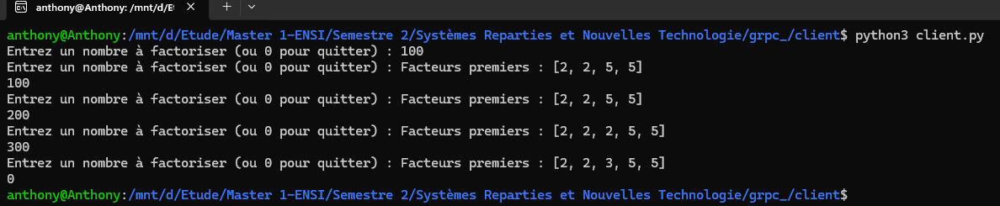 anthony@Anthony: /mnt/d/Et
anthony@Anthony:/mnt/d/Etude/Master 1-ENSI/Semestre 2/Systèmes Reparties et Nouvelles Technologie/grpc_/client$ python3 client.py
Entrez un nombre à factoriser (ou 0 pour quitter) : 100
Entrez un nombre à factoriser (ou 0 pour quitter) : Facteurs premiers : [2, 2, 5, 5]
100
Entrez un nombre à factoriser (ou 0 pour quitter) : Facteurs premiers : [2, 2, 5, 5]
200
Entrez un nombre à factoriser (ou 0 pour quitter) : Facteurs premiers : [2, 2, 2, 5, 5]
300
Entrez un nombre à factoriser (ou 0 pour quitter) : Facteurs premiers : [2, 2, 3, 5, 5]
0
anthony@Anthony:/mnt/d/Etude/Master 1-ENSI/Semestre 2/Systèmes Reparties et Nouvelles Technologie/grpc_/client$